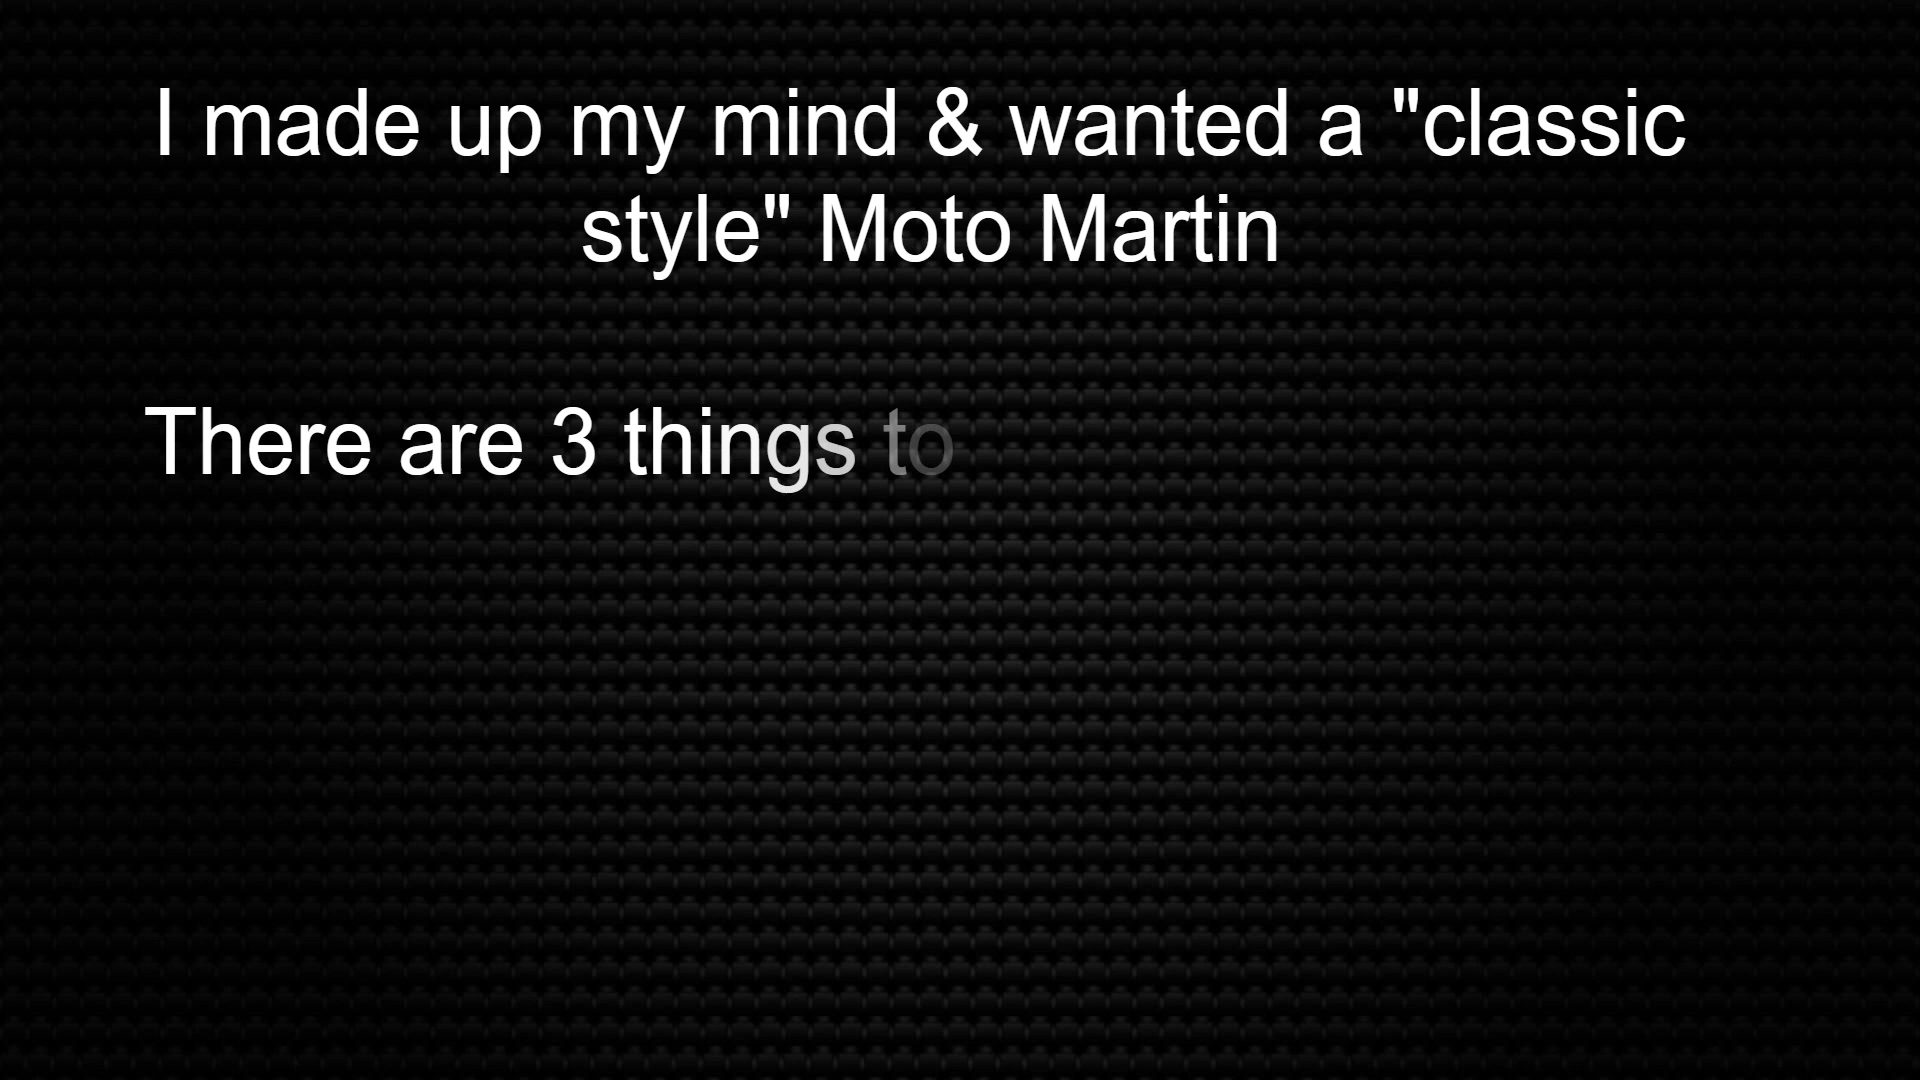 I made up my mind & wanted a "classic
style" Moto Martin
There are 3 things to